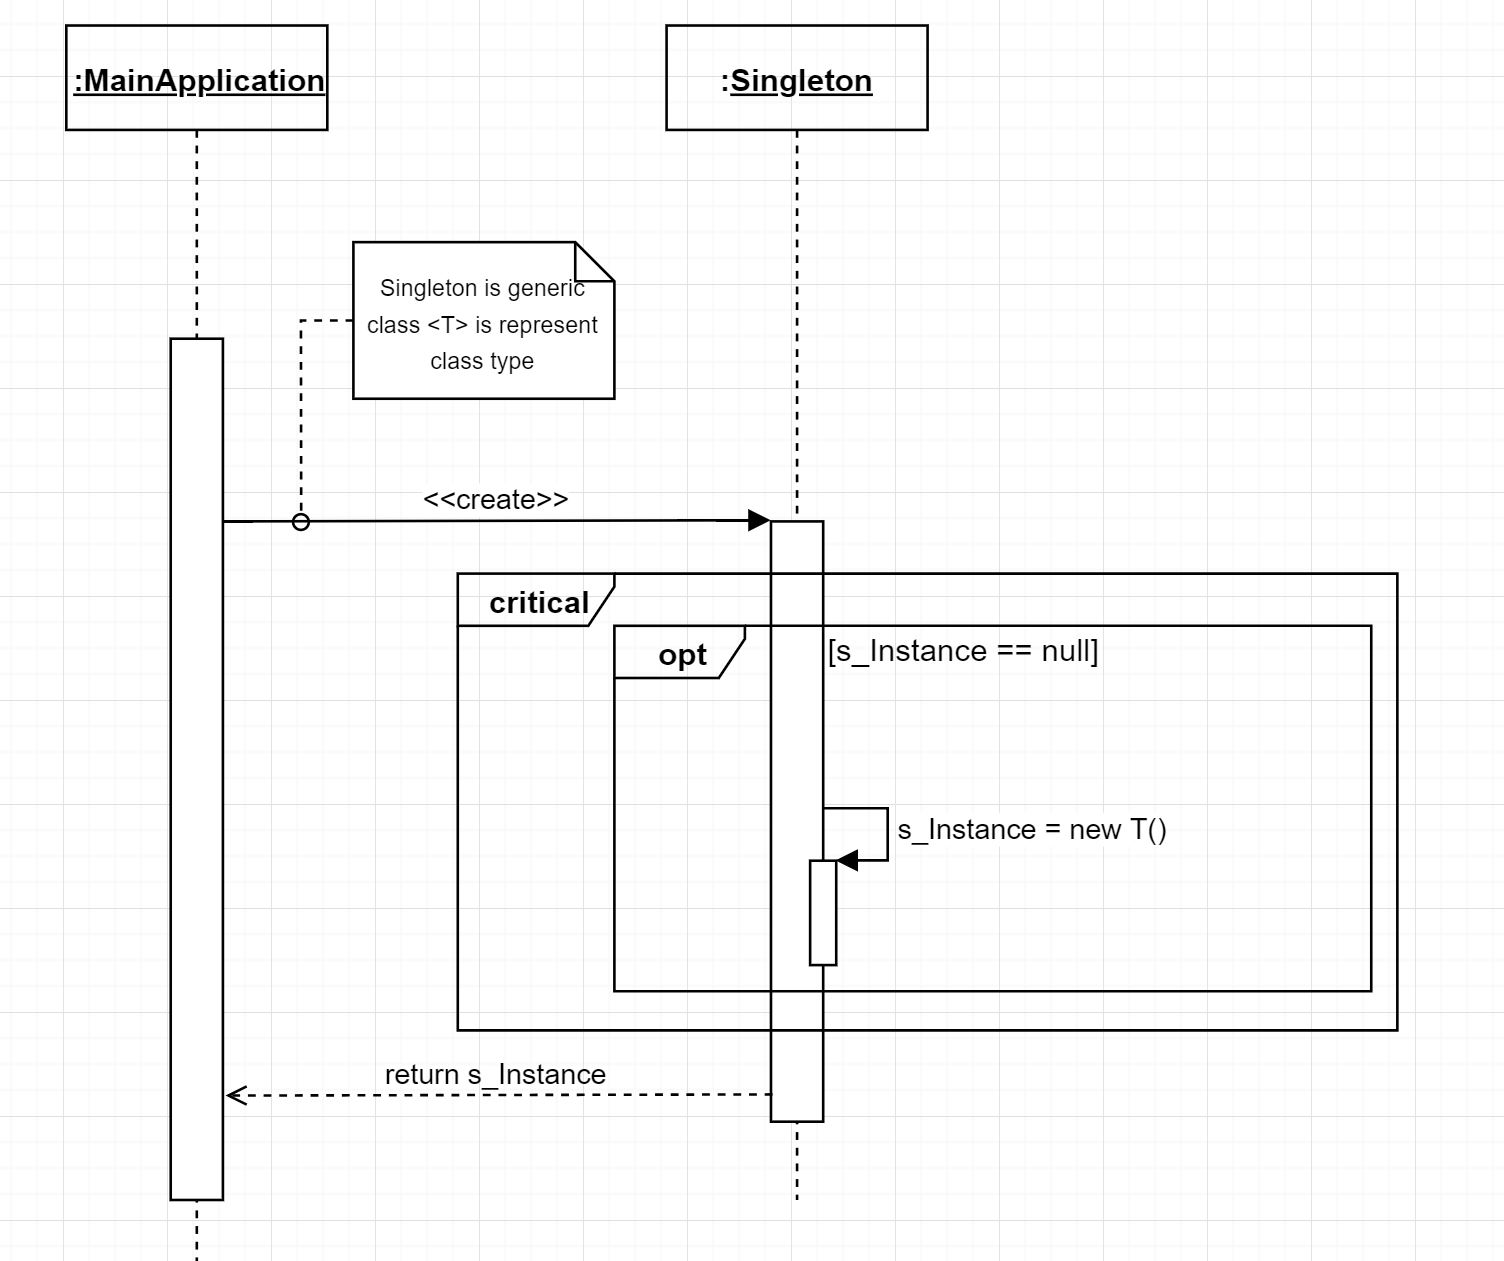 :MainApplication
:Singleton
Singleton is generic
class <T> is represent
class type
<<create>>
critical
opt
[s_Instance == null]
s_Instance = new T()
return s_Instance